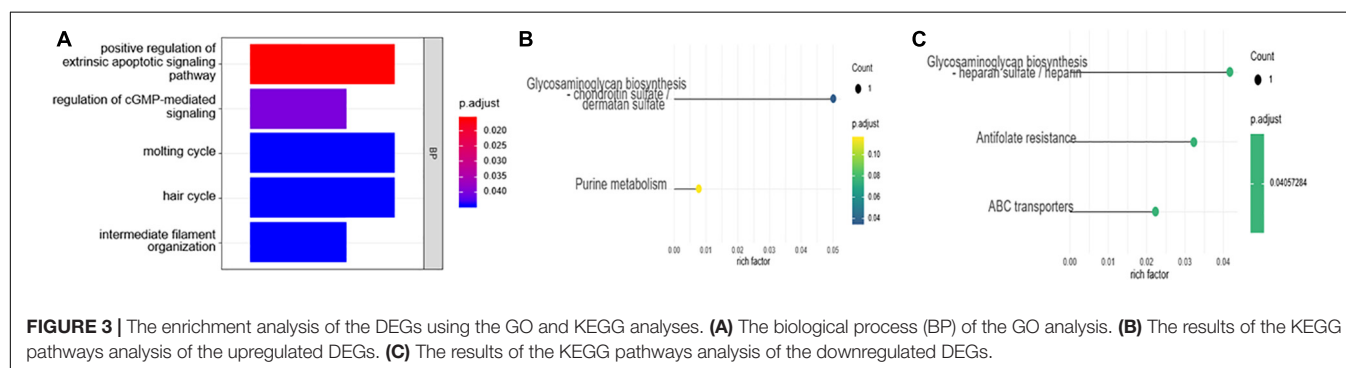 A
positive regulation of
extrinsic apoptotic signaling
pathway
regulation of cGMP-mediated
signaling
molting cycle
hair cycle
intermediate filament
organization
BP
p.adjust
0.020
0.025
0.030
0.035
0.040
B
Glycosaminoglycan biosynthesis
- chondroitin sulfate /
dermatan sulfate
Purine metabolism
0.00 0.01 0.02 0.03 0.04 0.05
rich factor
Count
1
p.adjust
0.10
0.08
0.06
0.04
C
Glycosaminoglycan biosynthesis
- heparan sulfate / heparin
Antifolate resistance
ABC transporters
0.00 0.01 0.02 0.03 0.04
rich factor
Count
1
p.adjust
0.04057284
FIGURE 3 | The enrichment analysis of the DEGs using the GO and KEGG analyses. (A) The biological process (BP) of the GO analysis. (B) The results of the KEGG
pathways analysis of the upregulated DEGs. (C) The results of the KEGG pathways analysis of the downregulated DEGs.